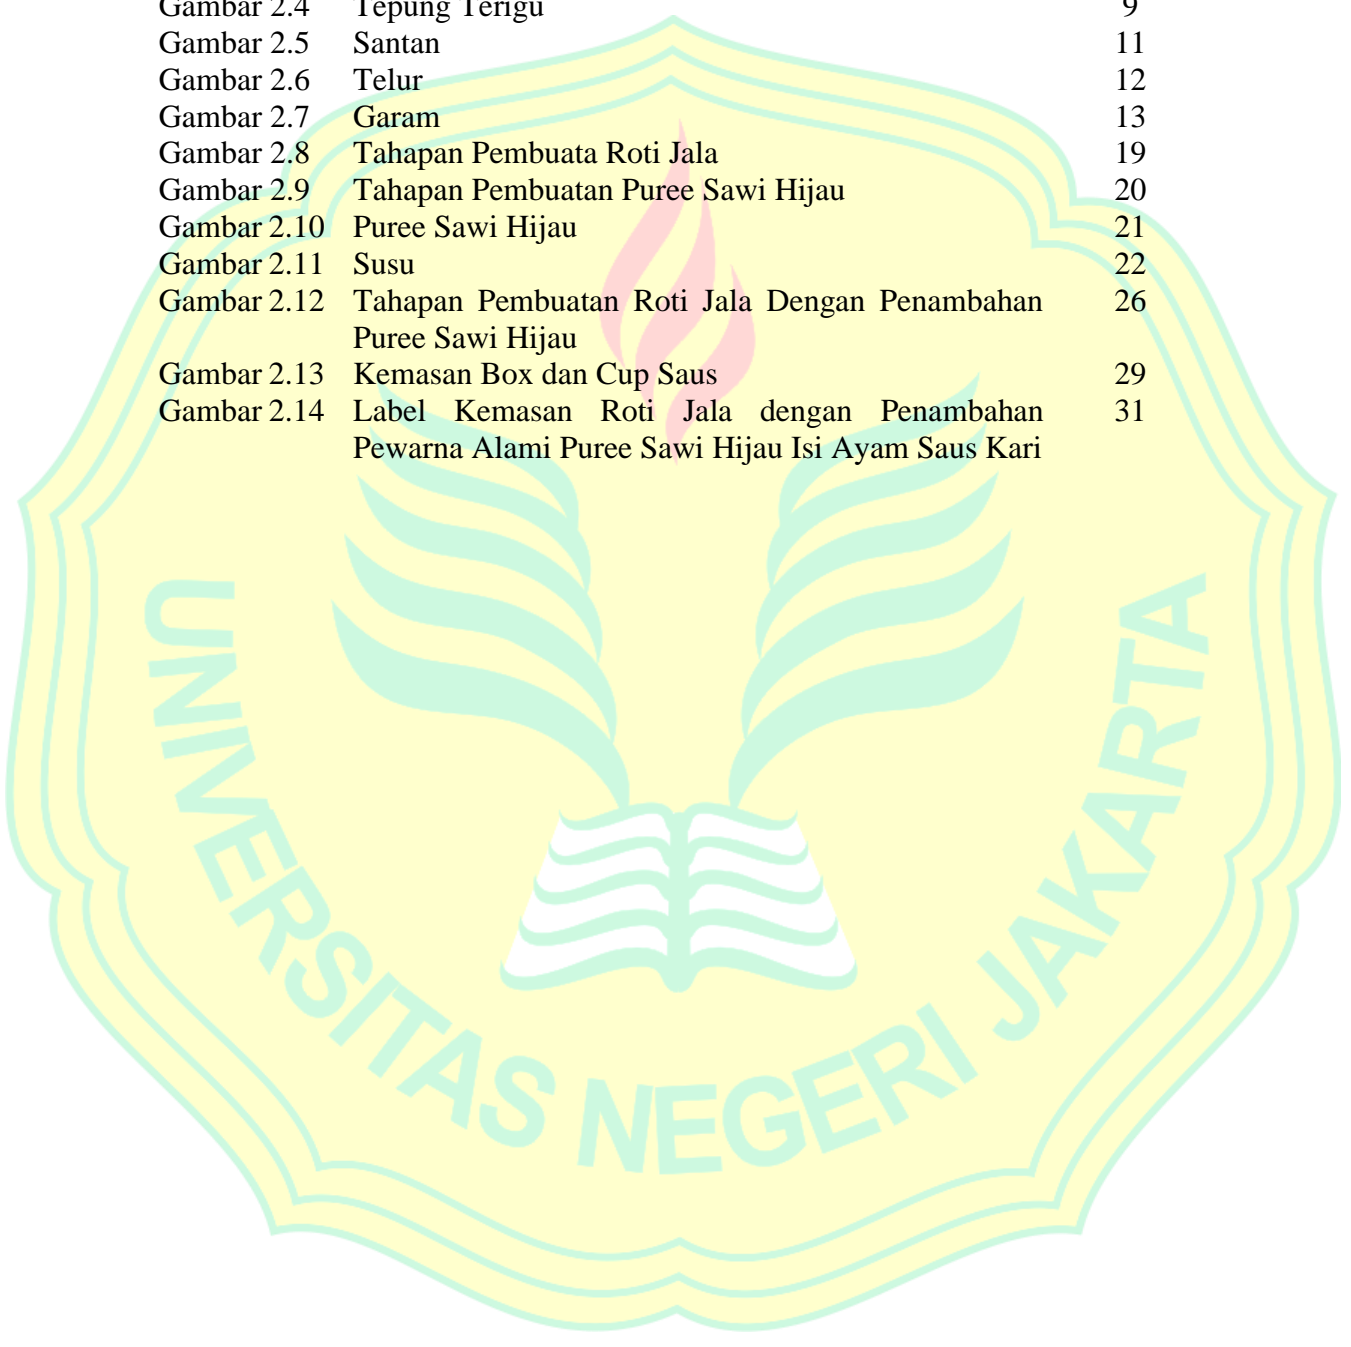 Gambar 2.4 Tepung Terigu 9
Gambar 2.5 Santan 11
Gambar 2.6 Telur 12
Gambar 2.7 Garam 13
Gambar 2.8 Tahapan Pembuata Roti Jala 19
Gambar 2.9 Tahapan Pembuatan Puree Sawi Hijau 20
Gambar 2.10 Puree Sawi Hijau 21
Gambar 2.11 Susu 22
Gambar 2.12 Tahapan Pembuatan Roti Jala Dengan Penambahan 26
Puree Sawi Hijau
Gambar 2.13 Kemasan Box dan Cup Saus 29
Gambar 2.14 Label Kemasan Roti Jala dengan Penambahan 31
Pewarna Alami Puree Sawi Hijau Isi Ayam Saus Kari
UNIVERSITAS NEGERI JAKARTA